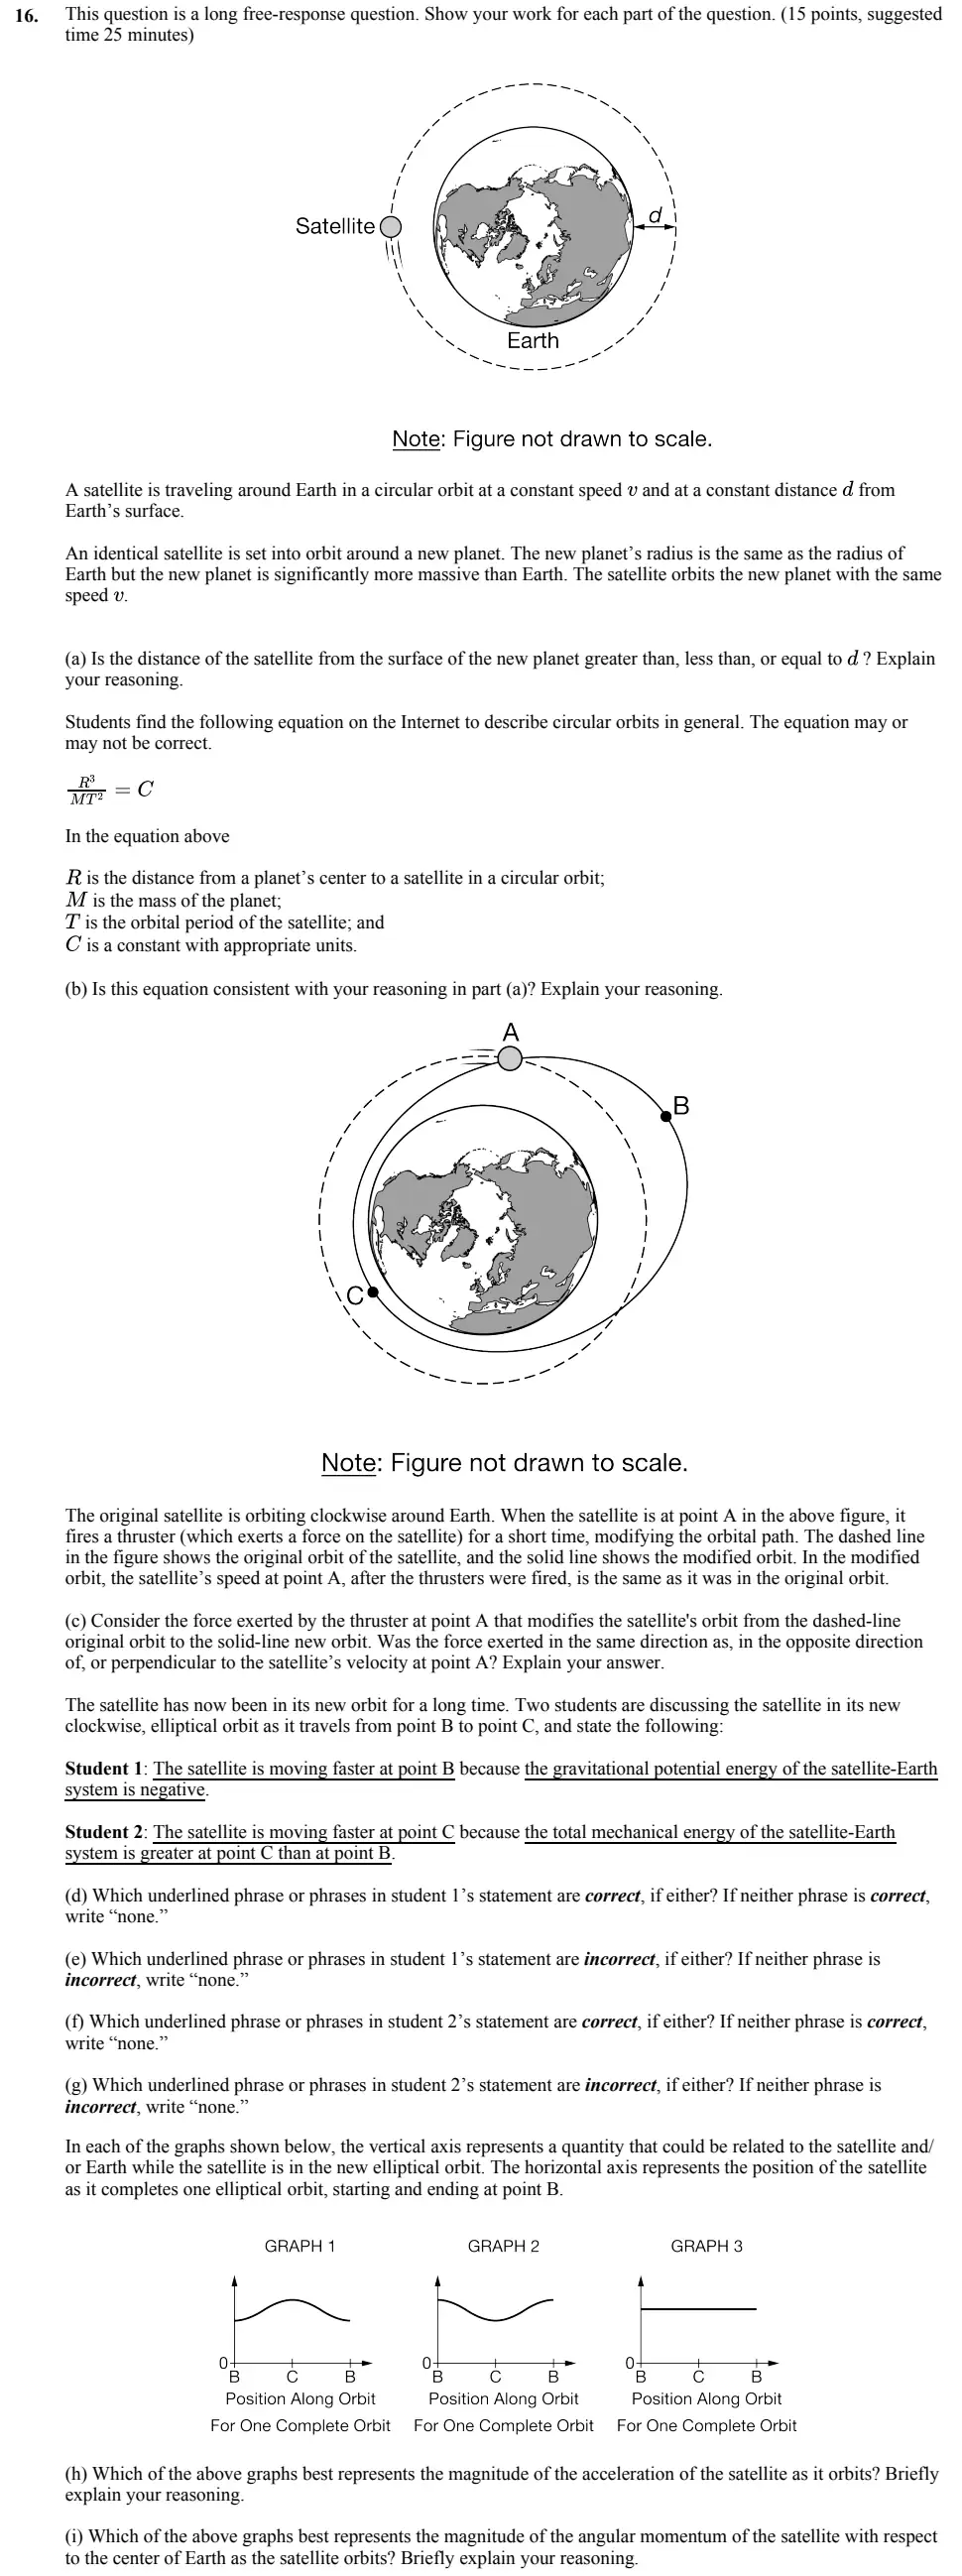 16. This question is a long free-response question. Show your work for each part of the question. (15 points, suggested
time 25 minutes)
Satellite
d
Earth
Note: Figure not drawn to scale.
A satellite is traveling around Earth in a circular orbit at a constant speed v and at a constant distance d from
Earth’s surface.
An identical satellite is set into orbit around a new planet. The new planet’s radius is the same as the radius of
Earth but the new planet is significantly more massive than Earth. The satellite orbits the new planet with the same
speed v.
(a) Is the distance of the satellite from the surface of the new planet greater than, less than, or equal to d ? Explain
your reasoning.
Students find the following equation on the Internet to describe circular orbits in general. The equation may or
may not be correct.
R³/MT² = C
In the equation above
R is the distance from a planet’s center to a satellite in a circular orbit;
M is the mass of the planet;
T is the orbital period of the satellite; and
C is a constant with appropriate units.
(b) Is this equation consistent with your reasoning in part (a)? Explain your reasoning.
A
B
C
Note: Figure not drawn to scale.
The original satellite is orbiting clockwise around Earth. When the satellite is at point A in the above figure, it
fires a thruster (which exerts a force on the satellite) for a short time, modifying the orbital path. The dashed line
in the figure shows the original orbit of the satellite, and the solid line shows the modified orbit. In the modified
orbit, the satellite’s speed at point A, after the thrusters were fired, is the same as it was in the original orbit.
(c) Consider the force exerted by the thruster at point A that modifies the satellite's orbit from the dashed-line
original orbit to the solid-line new orbit. Was the force exerted in the same direction as, in the opposite direction
of, or perpendicular to the satellite’s velocity at point A? Explain your answer.
The satellite has now been in its new orbit for a long time. Two students are discussing the satellite in its new
clockwise, elliptical orbit as it travels from point B to point C, and state the following:
Student 1: The satellite is moving faster at point B because the gravitational potential energy of the satellite-Earth
system is negative.
Student 2: The satellite is moving faster at point C because the total mechanical energy of the satellite-Earth
system is greater at point C than at point B.
(d) Which underlined phrase or phrases in student 1’s statement are correct, if either? If neither phrase is correct,
write “none.”
(e) Which underlined phrase or phrases in student 1’s statement are incorrect, if either? If neither phrase is
incorrect, write “none.”
(f) Which underlined phrase or phrases in student 2’s statement are correct, if either? If neither phrase is correct,
write “none.”
(g) Which underlined phrase or phrases in student 2’s statement are incorrect, if either? If neither phrase is
incorrect, write “none.”
In each of the graphs shown below, the vertical axis represents a quantity that could be related to the satellite and/
or Earth while the satellite is in the new elliptical orbit. The horizontal axis represents the position of the satellite
as it completes one elliptical orbit, starting and ending at point B.
GRAPH 1 GRAPH 2 GRAPH 3
0 0 0
B C B B C B B C B
Position Along Orbit Position Along Orbit Position Along Orbit
For One Complete Orbit For One Complete Orbit For One Complete Orbit
(h) Which of the above graphs best represents the magnitude of the acceleration of the satellite as it orbits? Briefly
explain your reasoning.
(i) Which of the above graphs best represents the magnitude of the angular momentum of the satellite with respect
to the center of Earth as the satellite orbits? Briefly explain your reasoning.